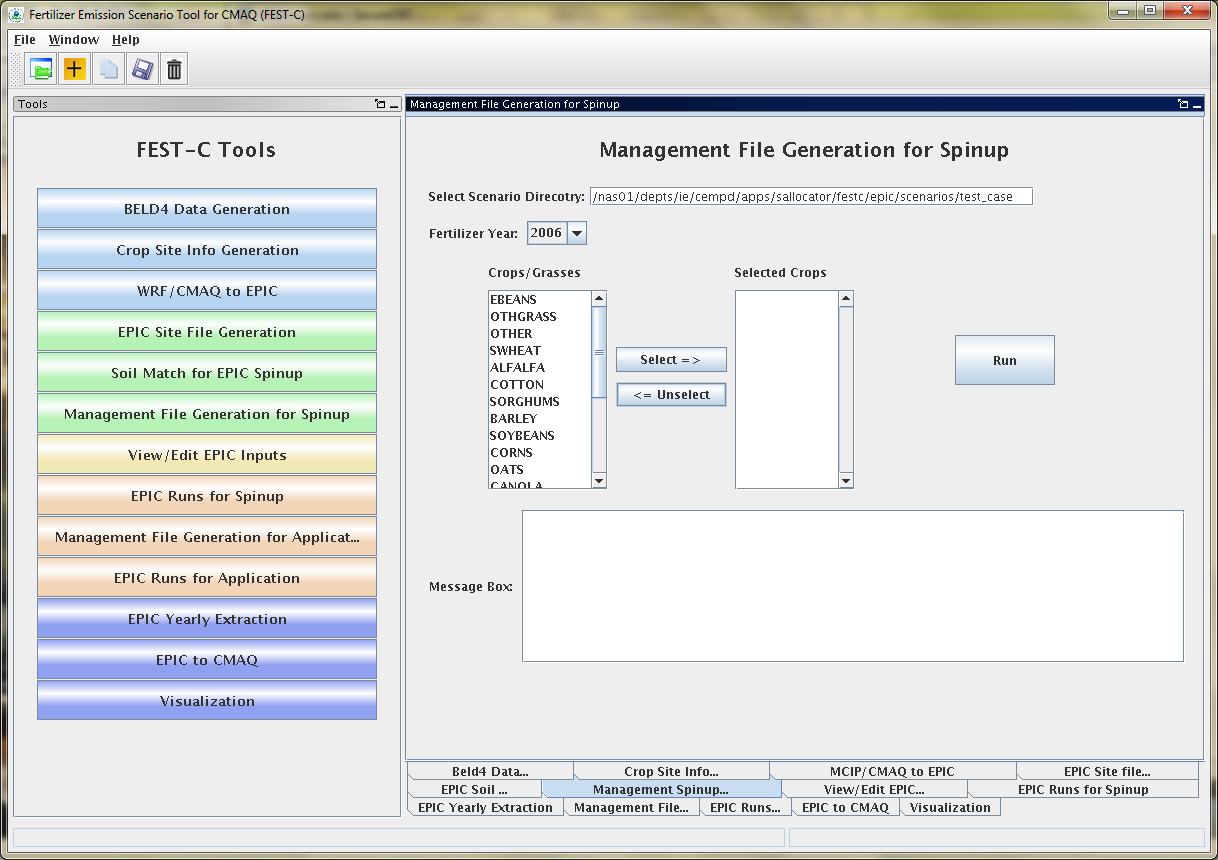 Fertilizer Emission Scenario Tool for CMAQ (FEST-C)
File Window Help
Tools
FEST-C Tools
BELD4 Data Generation
Crop Site Info Generation
WRF/CMAQ to EPIC
EPIC Site File Generation
Soil Match for EPIC Spinup
Management File Generation for Spinup
View/Edit EPIC Inputs
EPIC Runs for Spinup
Management File Generation for Applicat...
EPIC Runs for Application
EPIC Yearly Extraction
EPIC to CMAQ
Visualization
Management File Generation for Spinup
Management File Generation for Spinup
Select Scenario Direcotry: /nas01/depts/ie/cempd/apps/sallocator/festc/epic/scenarios/test_case
Fertilizer Year: 2006
Crops/Grasses
EBEANS
OTHGRASS
OTHER
SWHEAT
ALFALFA
COTTON
SORGHUMS
BARLEY
SOYBEANS
CORNS
OATS
CANOLA
Select =>
<= Unselect
Selected Crops
Run
Message Box:
Beld4 Data... Crop Site Info... MCIP/CMAQ to EPIC EPIC Site file...
EPIC Soil ... Management Spinup... View/Edit EPIC... EPIC Runs for Spinup
EPIC Yearly Extraction Management File... EPIC Runs... EPIC to CMAQ Visualization